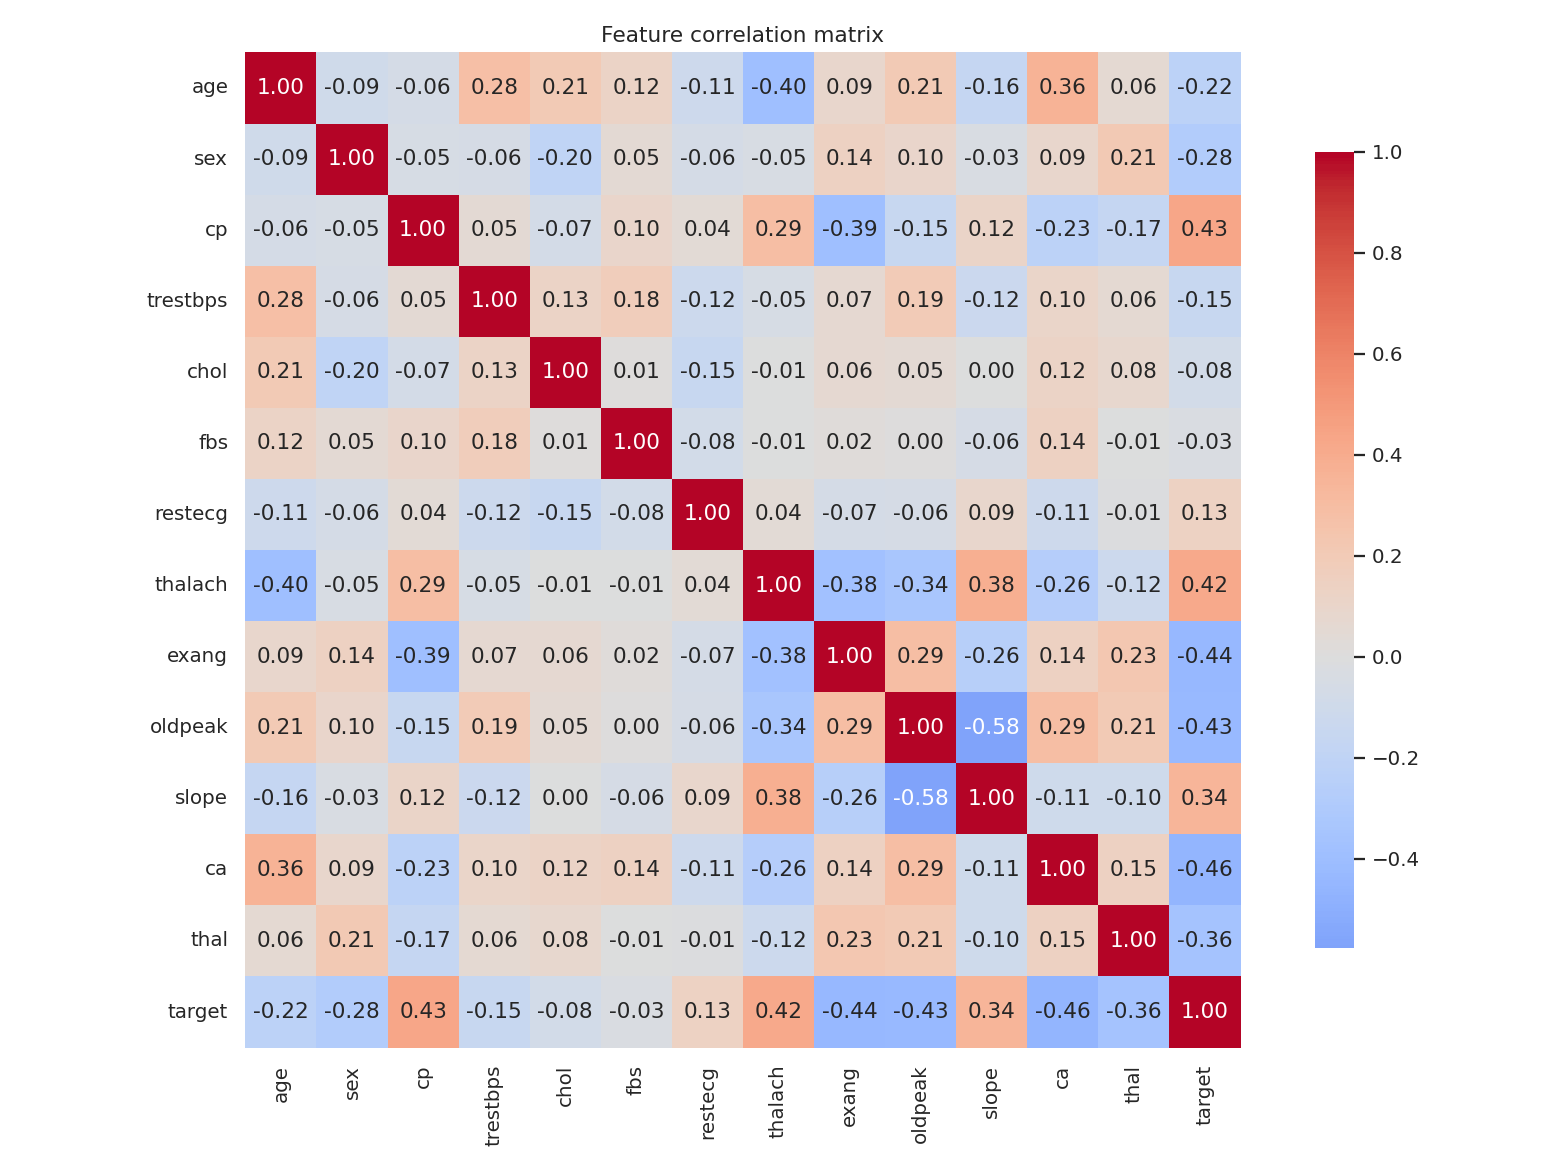 Feature correlation matrix
age 1.00 -0.09 -0.06 0.28 0.21 0.12 -0.11 -0.40 0.09 0.21 -0.16 0.36 0.06 -0.22
sex -0.09 1.00 -0.05 -0.06 -0.20 0.05 -0.06 -0.05 0.14 0.10 -0.03 0.09 0.21 -0.28
cp -0.06 -0.05 1.00 0.05 -0.07 0.10 0.04 0.29 -0.39 -0.15 0.12 -0.23 -0.17 0.43
trestbps 0.28 -0.06 0.05 1.00 0.13 0.18 -0.12 -0.05 0.07 0.19 -0.12 0.10 0.06 -0.15
chol 0.21 -0.20 -0.07 0.13 1.00 0.01 -0.15 -0.01 0.06 0.05 0.00 0.12 0.08 -0.08
fbs 0.12 0.05 0.10 0.18 0.01 1.00 -0.08 -0.01 0.02 0.00 -0.06 0.14 -0.01 -0.03
restecg -0.11 -0.06 0.04 -0.12 -0.15 -0.08 1.00 0.04 -0.07 -0.06 0.09 -0.11 -0.01 0.13
thalach -0.40 -0.05 0.29 -0.05 -0.01 -0.01 0.04 1.00 -0.38 -0.34 0.38 -0.26 -0.12 0.42
exang 0.09 0.14 -0.39 0.07 0.06 0.02 -0.07 -0.38 1.00 0.29 -0.26 0.14 0.23 -0.44
oldpeak 0.21 0.10 -0.15 0.19 0.05 0.00 -0.06 -0.34 0.29 1.00 -0.58 0.29 0.21 -0.43
slope -0.16 -0.03 0.12 -0.12 0.00 -0.06 0.09 0.38 -0.26 -0.58 1.00 -0.11 -0.10 0.34
ca 0.36 0.09 -0.23 0.10 0.12 0.14 -0.11 -0.26 0.14 0.29 -0.11 1.00 0.15 -0.46
thal 0.06 0.21 -0.17 0.06 0.08 -0.01 -0.01 -0.12 0.23 0.21 -0.10 0.15 1.00 -0.36
target -0.22 -0.28 0.43 -0.15 -0.08 -0.03 0.13 0.42 -0.44 -0.43 0.34 -0.46 -0.36 1.00
age sex cp trestbps chol fbs restecg thalach exang oldpeak slope ca thal target
1.0
0.8
0.6
0.4
0.2
0.0
−0.2
−0.4